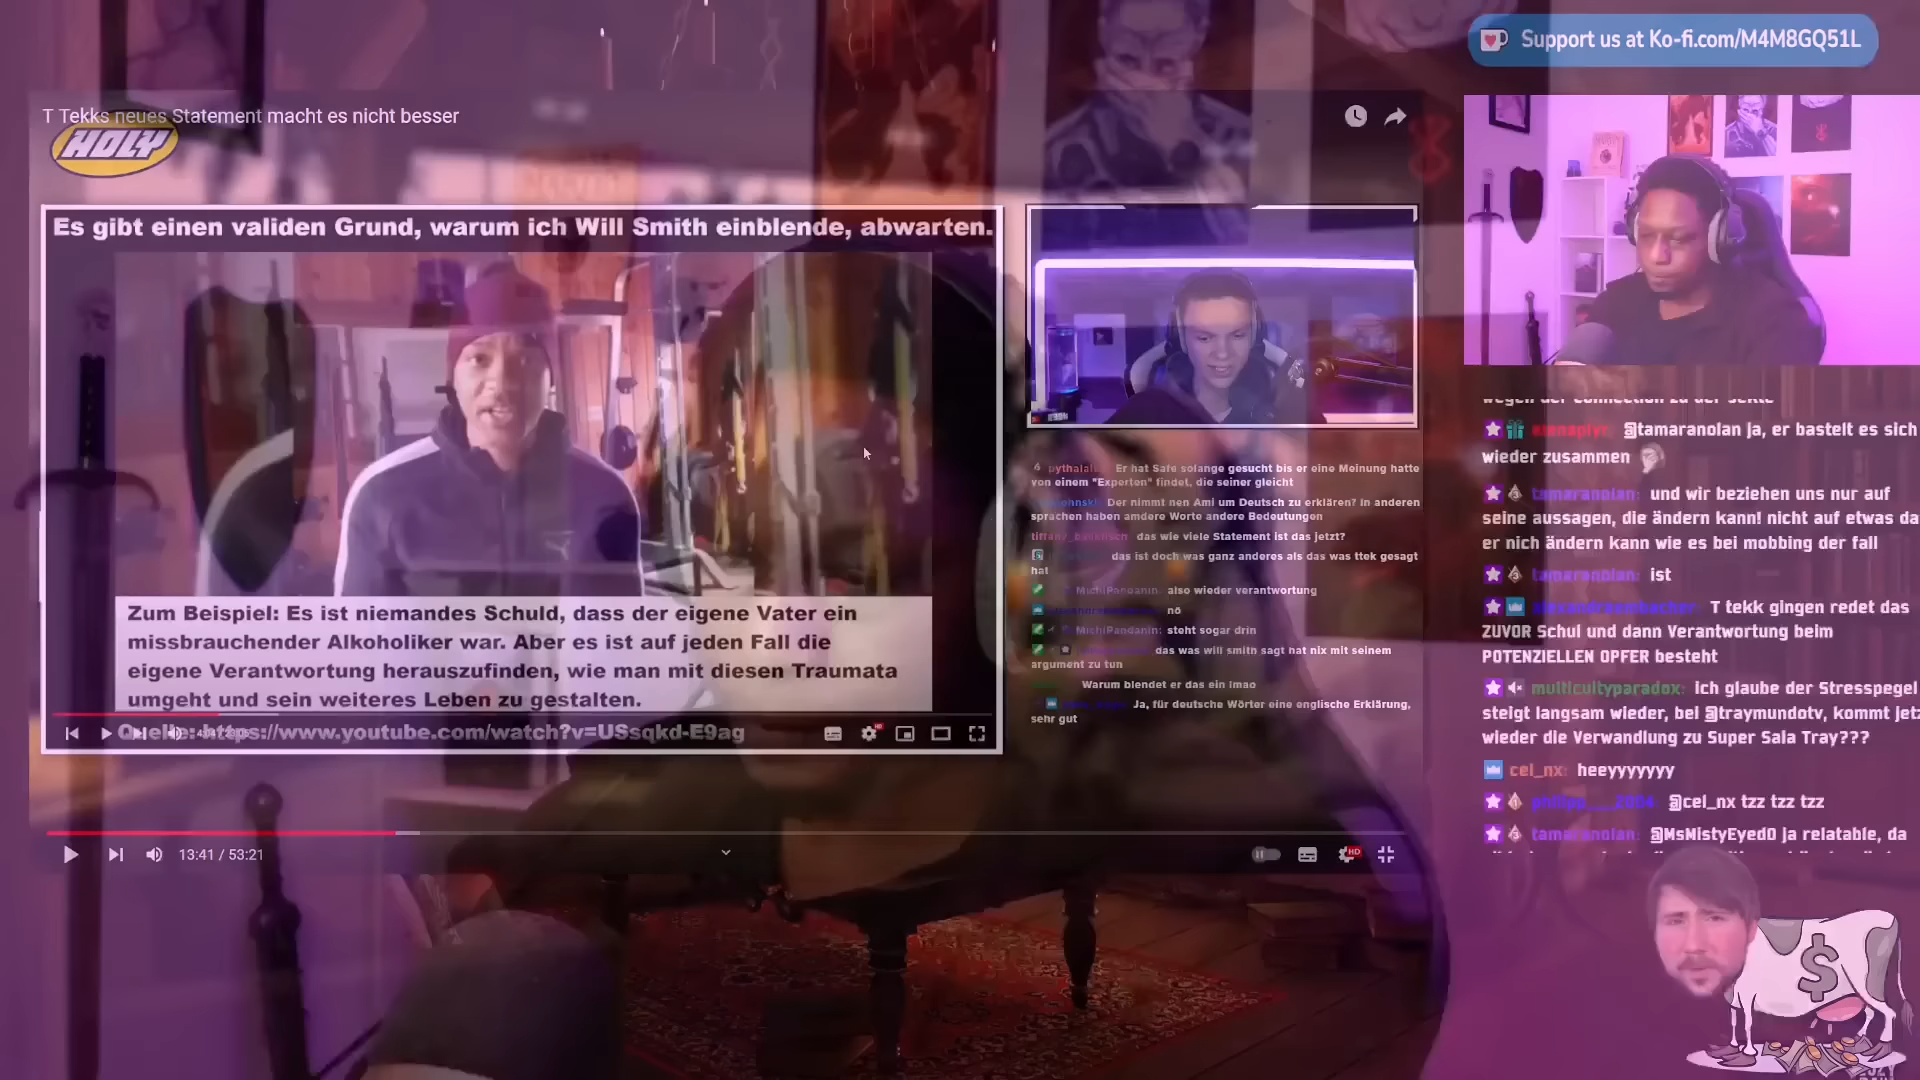 Support us at Ko-fi.com/M4M8GQ51L
T Tekks neues Statement macht es nicht besser
HOLY
Es gibt einen validen Grund, warum ich Will Smith einblende, abwarten.
Zum Beispiel: Es ist niemandes Schuld, dass der eigene Vater ein
missbrauchender Alkoholiker war. Aber es ist auf jeden Fall die
eigene Verantwortung herauszufinden, wie man mit diesen Traumata
umgeht und sein weiteres Leben zu gestalten.
https://www.youtube.com/watch?v=USsqkd-E9ag
13:41 / 53:21
HD
Er hat Safe solange gesucht bis er eine Meinung hatte
von einem "Experten" findet, die seiner gleicht
Der nimmt nen Ami um Deutsch zu erklären? in anderen
sprachen haben amdere Worte andere Bedeutungen
das wie viele Statement ist das jetzt?
das ist doch was ganz anderes als das was ttek gesagt
hat
MichiPandanin: also wieder verantwortung
nö
MichiPandanin: steht sogar drin
das was will smith sagt hat nix mit seinem
argument zu tun
Warum blendet er das ein lmao
Ja, für deutsche Wörter eine englische Erklärung,
sehr gut
wegen der connection zu der sekte
@tamaranolan ja, er bastelt es sich
wieder zusammen
tamaranolan: und wir beziehen uns nur auf
seine aussagen, die ändern kann! nicht auf etwas da
er nich ändern kann wie es bei mobbing der fall
tamaranolan: ist
T tekk gingen redet das
ZUVOR Schul und dann Verantwortung beim
POTENZIELLEN OPFER besteht
multicultyparadox: ich glaube der Stresspegel
steigt langsam wieder, bei @traymundotv, kommt jetz
wieder die Verwandlung zu Super Saia Tray???
cel_nx: heeyyyyyyy
philipp___2004: @cel_nx tzz tzz tzz
tamaranolan: @MsMistyEyed0 ja relatable, da
$